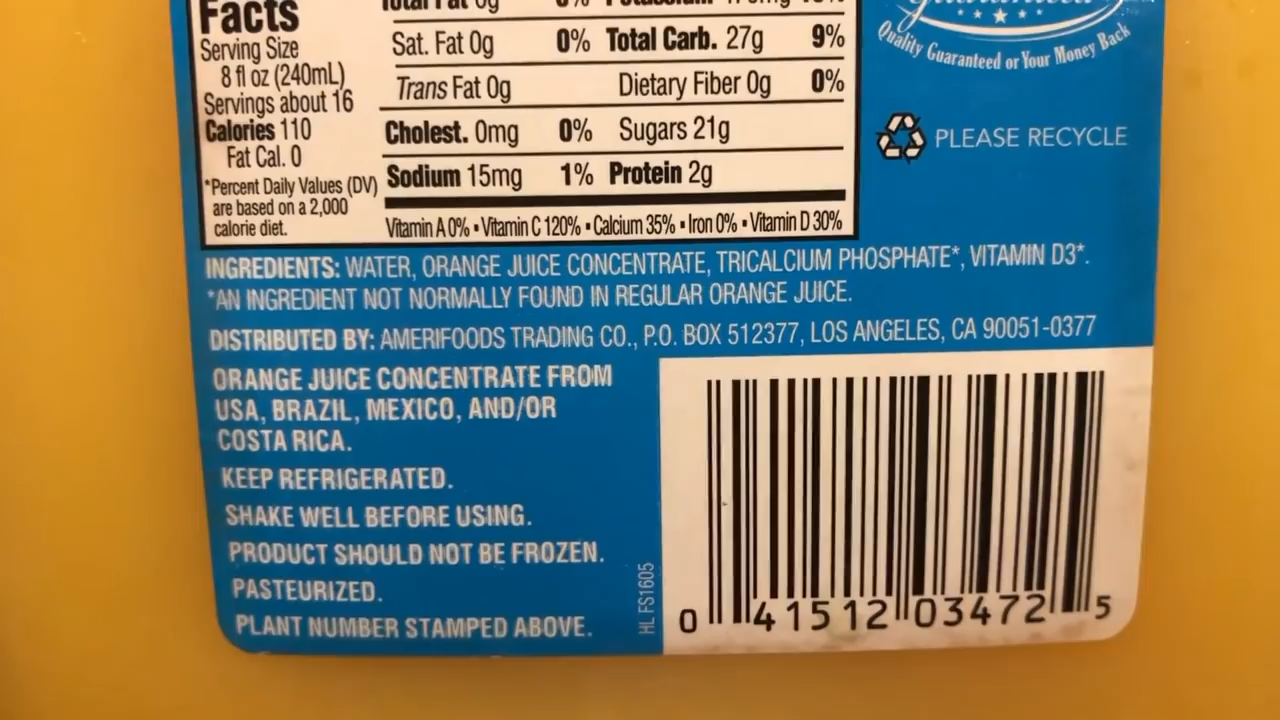 Facts
Serving Size
8 fl oz (240mL)
Servings about 16
Calories 110
Fat Cal. 0
*Percent Daily Values (DV)
are based on a 2,000
calorie diet.
Total Fat 0g 0% Potassium
Sat. Fat 0g 0% Total Carb. 27g 9%
Trans Fat 0g Dietary Fiber 0g 0%
Cholest. 0mg 0% Sugars 21g
Sodium 15mg 1% Protein 2g
Vitamin A 0% • Vitamin C 120% • Calcium 35% • Iron 0% • Vitamin D 30%
Quality Guaranteed or Your Money Back
PLEASE RECYCLE
INGREDIENTS: WATER, ORANGE JUICE CONCENTRATE, TRICALCIUM PHOSPHATE*, VITAMIN D3*.
*AN INGREDIENT NOT NORMALLY FOUND IN REGULAR ORANGE JUICE.
DISTRIBUTED BY: AMERIFOODS TRADING CO., P.O. BOX 512377, LOS ANGELES, CA 90051-0377
ORANGE JUICE CONCENTRATE FROM
USA, BRAZIL, MEXICO, AND/OR
COSTA RICA.
KEEP REFRIGERATED.
SHAKE WELL BEFORE USING.
PRODUCT SHOULD NOT BE FROZEN.
PASTEURIZED.
PLANT NUMBER STAMPED ABOVE.
HL FS1605
0 41512 03472 5